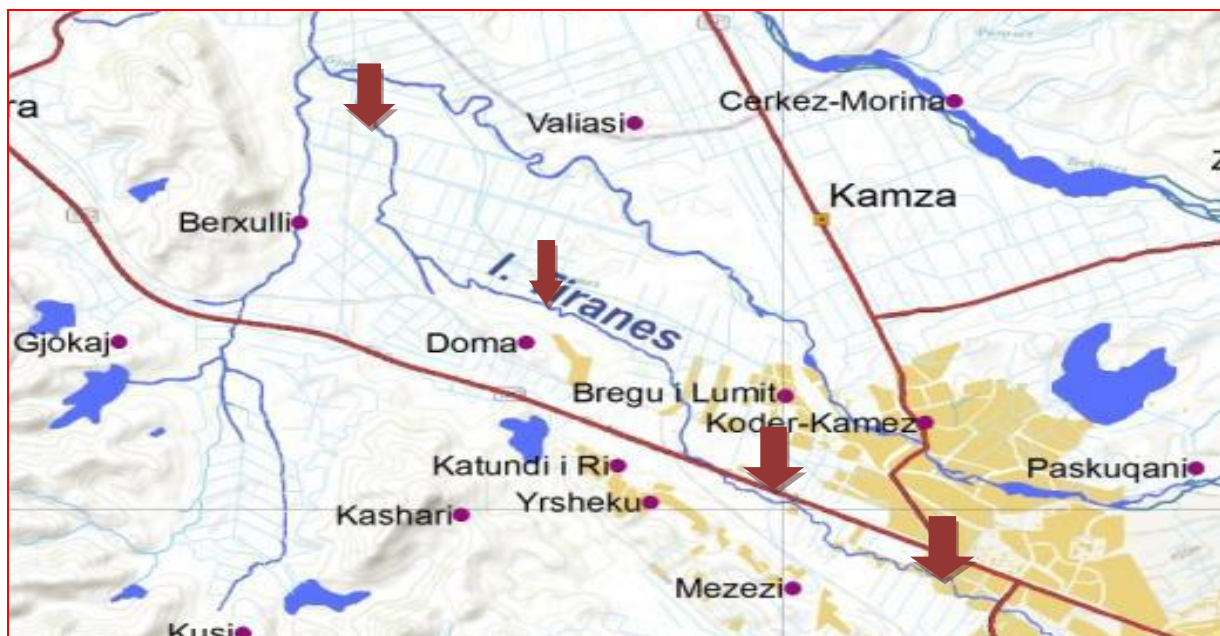 ra
Valiasi
Cerkez-Morina
Z
Kamza
Berxulli
I. Tiranes
Gjokaj
Doma
Bregu i Lumit
Koder-Kamez
Katundi i Ri
Paskuqani
Yrsheku
Kashari
Mezezi
Kusi